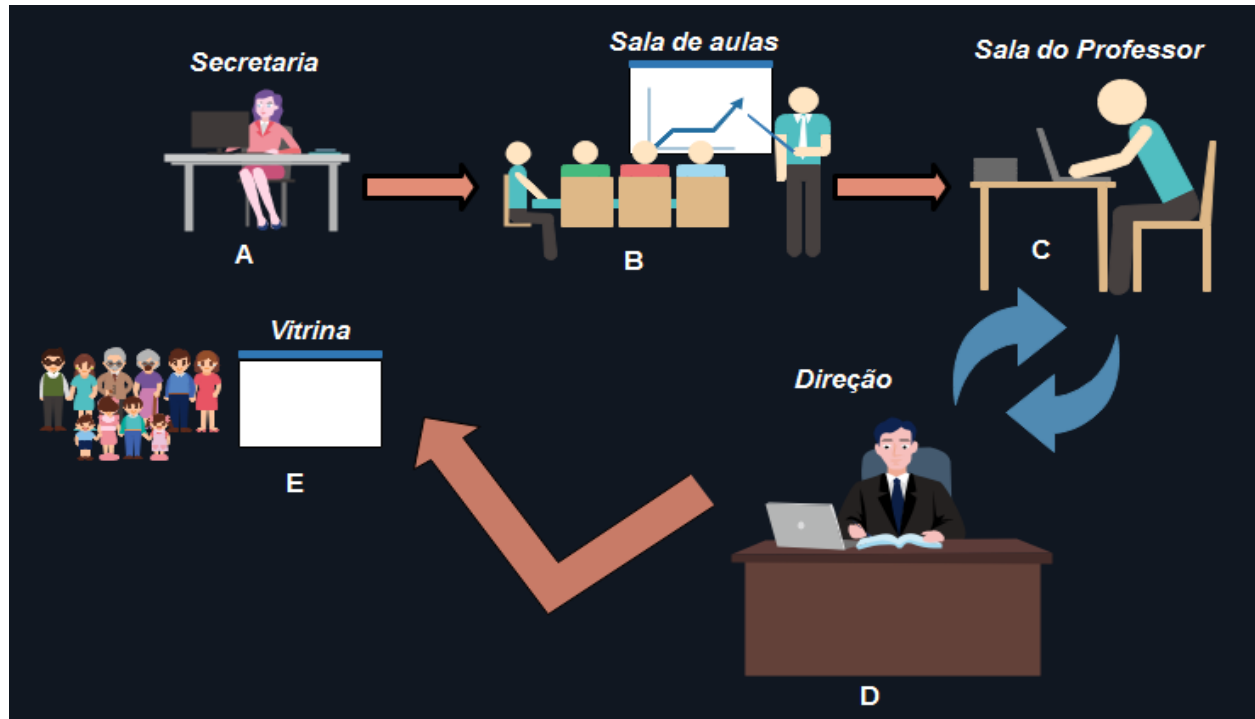 Secretaria
A
Sala de aulas
B
Sala do Professor
C
Direção
D
Vitrina
E